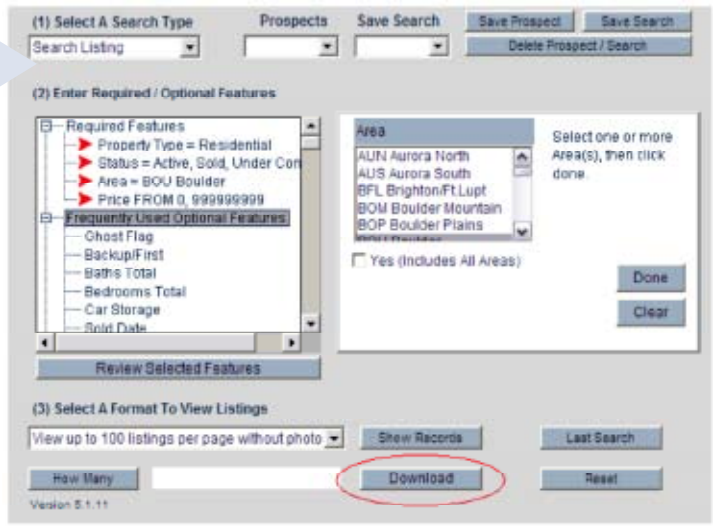 (1) Select A Search Type
Prospects
Save Search
Save Prospect
Save Search
Search Listing
Delete Prospect / Search
(2) Enter Required / Optional Features
Required Features
Property Type = Residential
Status = Active, Sold, Under Con
Area = BOU Boulder
Price FROM 0, 999999999
Frequently Used Optional Features
Ghost Flag
Backup/First
Baths Total
Bedrooms Total
Car Storage
Sold Date
Review Selected Features
Area
AUN Aurora North
AUS Aurora South
BFL Brighton/Ft.Lupt
BOM Boulder Mountain
BOP Boulder Plains
BOU Boulder
Yes (Includes All Areas)
Select one or more
Area(s), then click
done.
Done
Clear
(3) Select A Format To View Listings
View up to 100 listings per page without photo
Show Records
Last Search
How Many
Download
Reset
Version 5.1.11